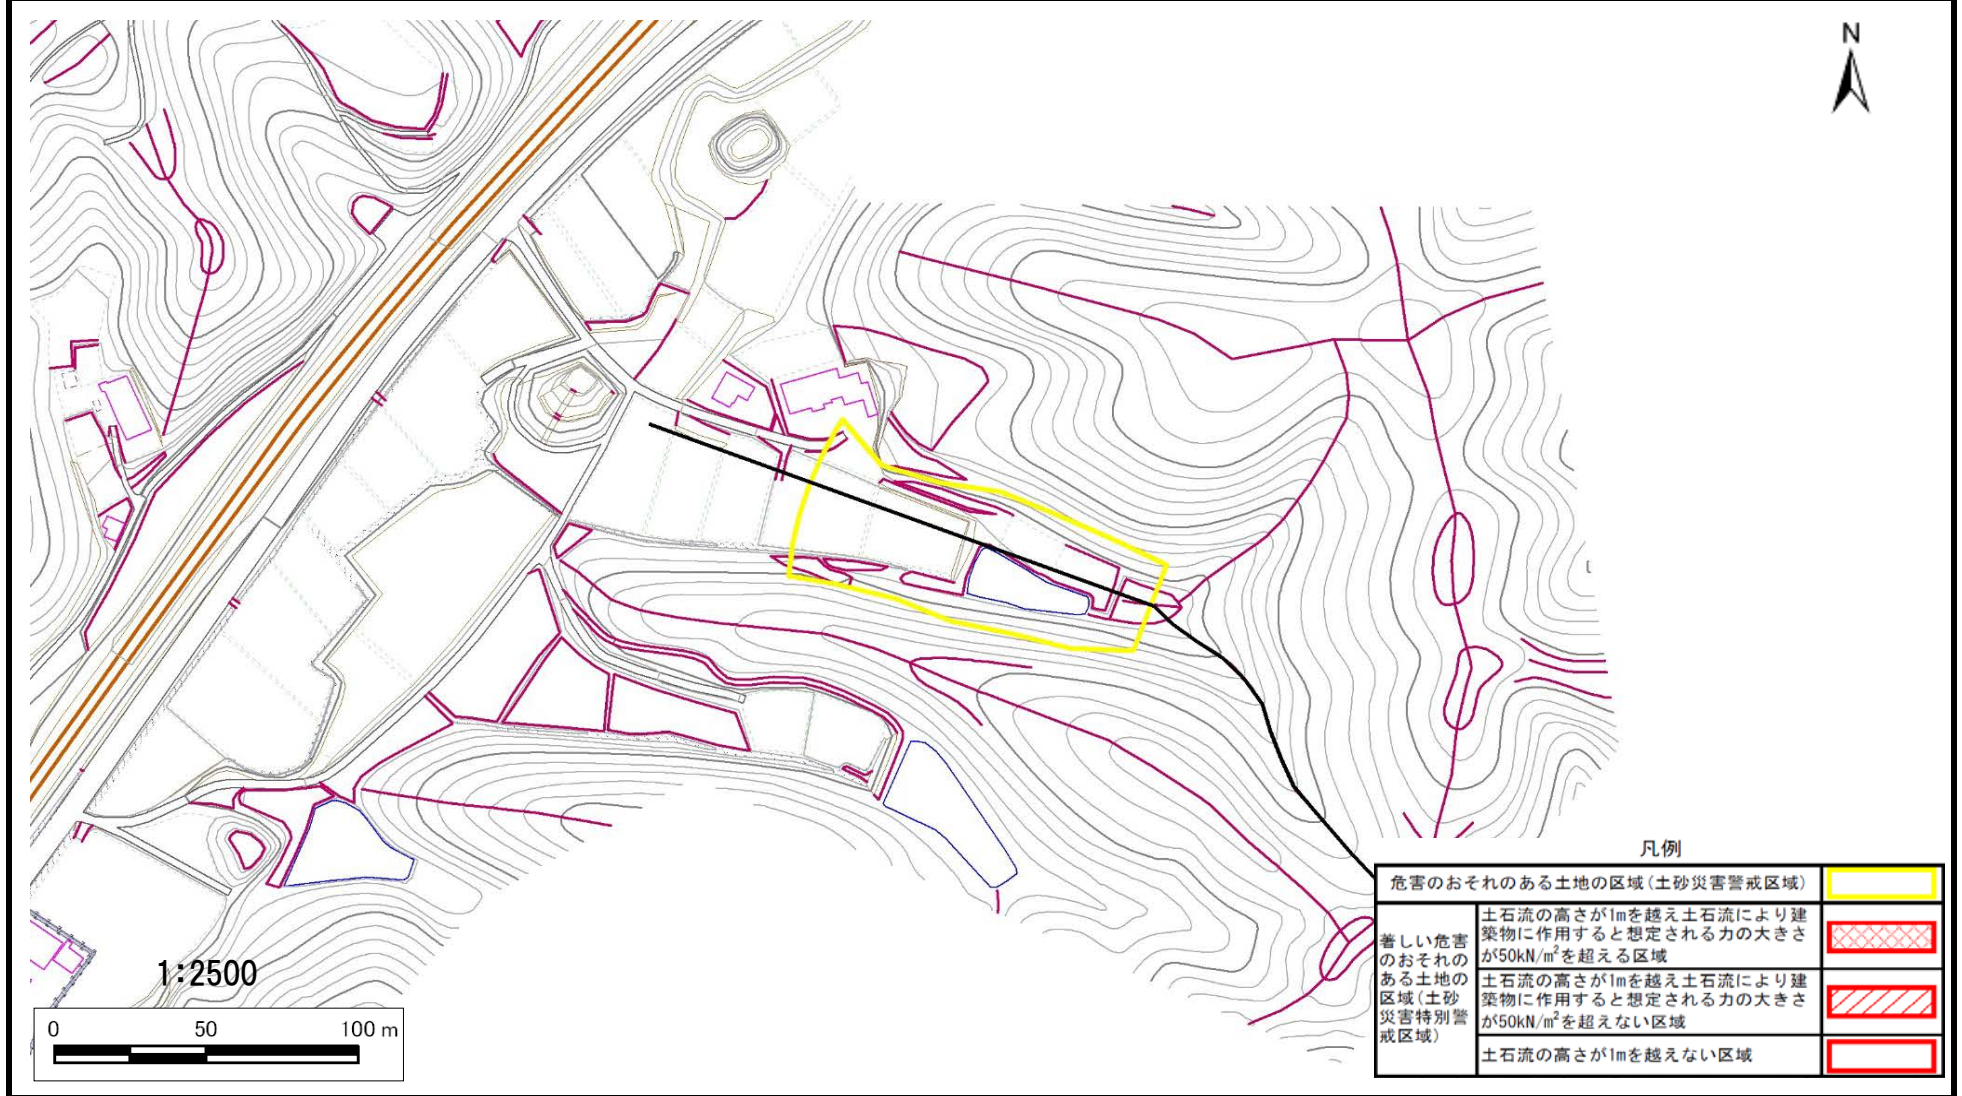 N
凡例
危害のおそれのある土地の区域(土砂災害警戒区域)
著しい危害
のおそれの
ある土地の
区域(土砂
災害特別警
戒区域)
土石流の高さが1mを越え土石流により建
築物に作用すると想定される力の大きさ
が50kN/㎡を超える区域
土石流の高さが1mを越え土石流により建
築物に作用すると想定される力の大きさ
が50kN/㎡を超えない区域
土石流の高さが1mを越えない区域
1:2500
0 50 100 m